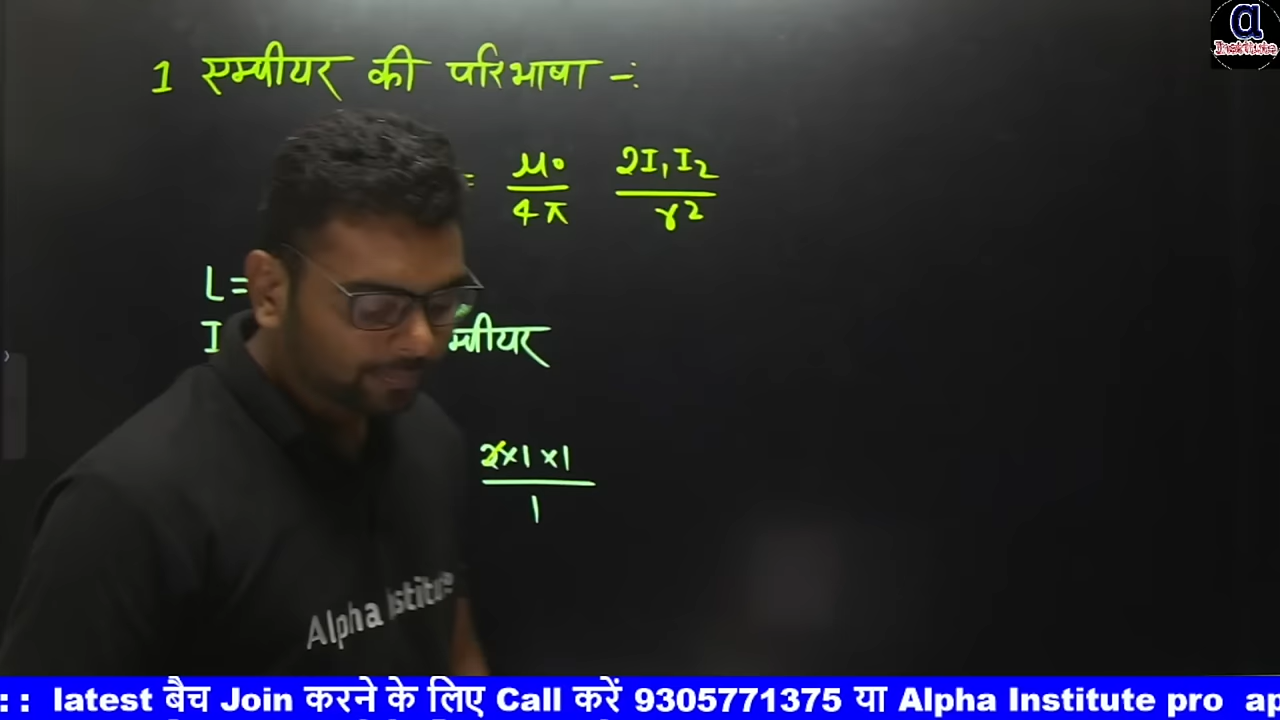 α
Institute
1 एम्पीयर की परिभाषा -:
= μ₀/4π 2I₁I₂/r²
L =
I म्पीयर
2×1×1/1
Alpha Institute
:: latest बैच Join करने के लिए Call करें 9305771375 या Alpha Institute pro ap